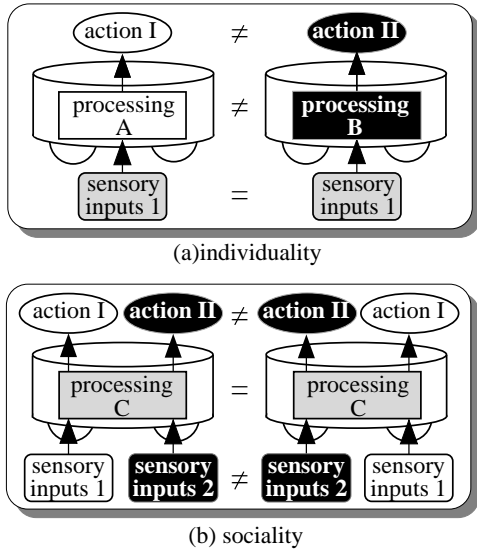 action I ≠ action II
processing
A
≠
processing
B
sensory
inputs 1
=
sensory
inputs 1
(a)individuality
action I action II ≠ action II action I
processing
C
=
processing
C
sensory
inputs 1
sensory
inputs 2
≠
sensory
inputs 2
sensory
inputs 1
(b) sociality